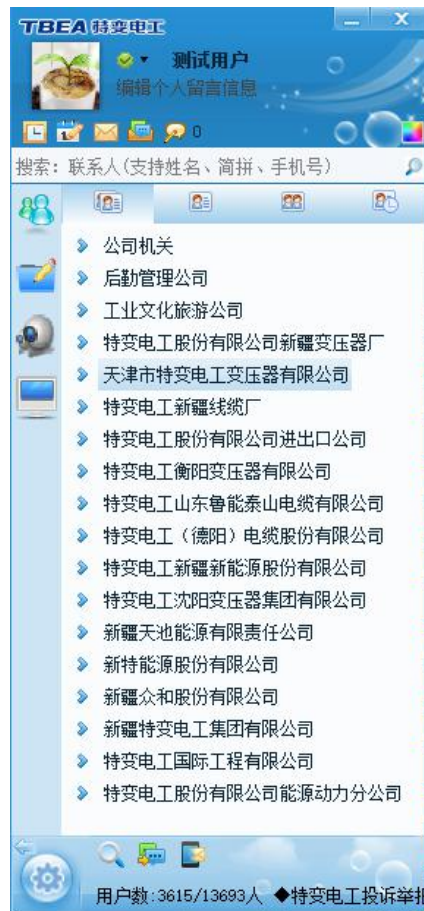 TBEA 特变电工
测试用户
编辑个人留言信息
0
搜索: 联系人(支持姓名、简拼、手机号)
公司机关
后勤管理公司
工业文化旅游公司
特变电工股份有限公司新疆变压器厂
天津市特变电工变压器有限公司
特变电工新疆线缆厂
特变电工股份有限公司进出口公司
特变电工衡阳变压器有限公司
特变电工山东鲁能泰山电缆有限公司
特变电工（德阳）电缆股份有限公司
特变电工新疆新能源股份有限公司
特变电工沈阳变压器集团有限公司
新疆天池能源有限责任公司
新特能源股份有限公司
新疆众和股份有限公司
新疆特变电工集团有限公司
特变电工国际工程有限公司
特变电工股份有限公司能源动力分公司
用户数:3615/13693人 ◆特变电工投诉举报